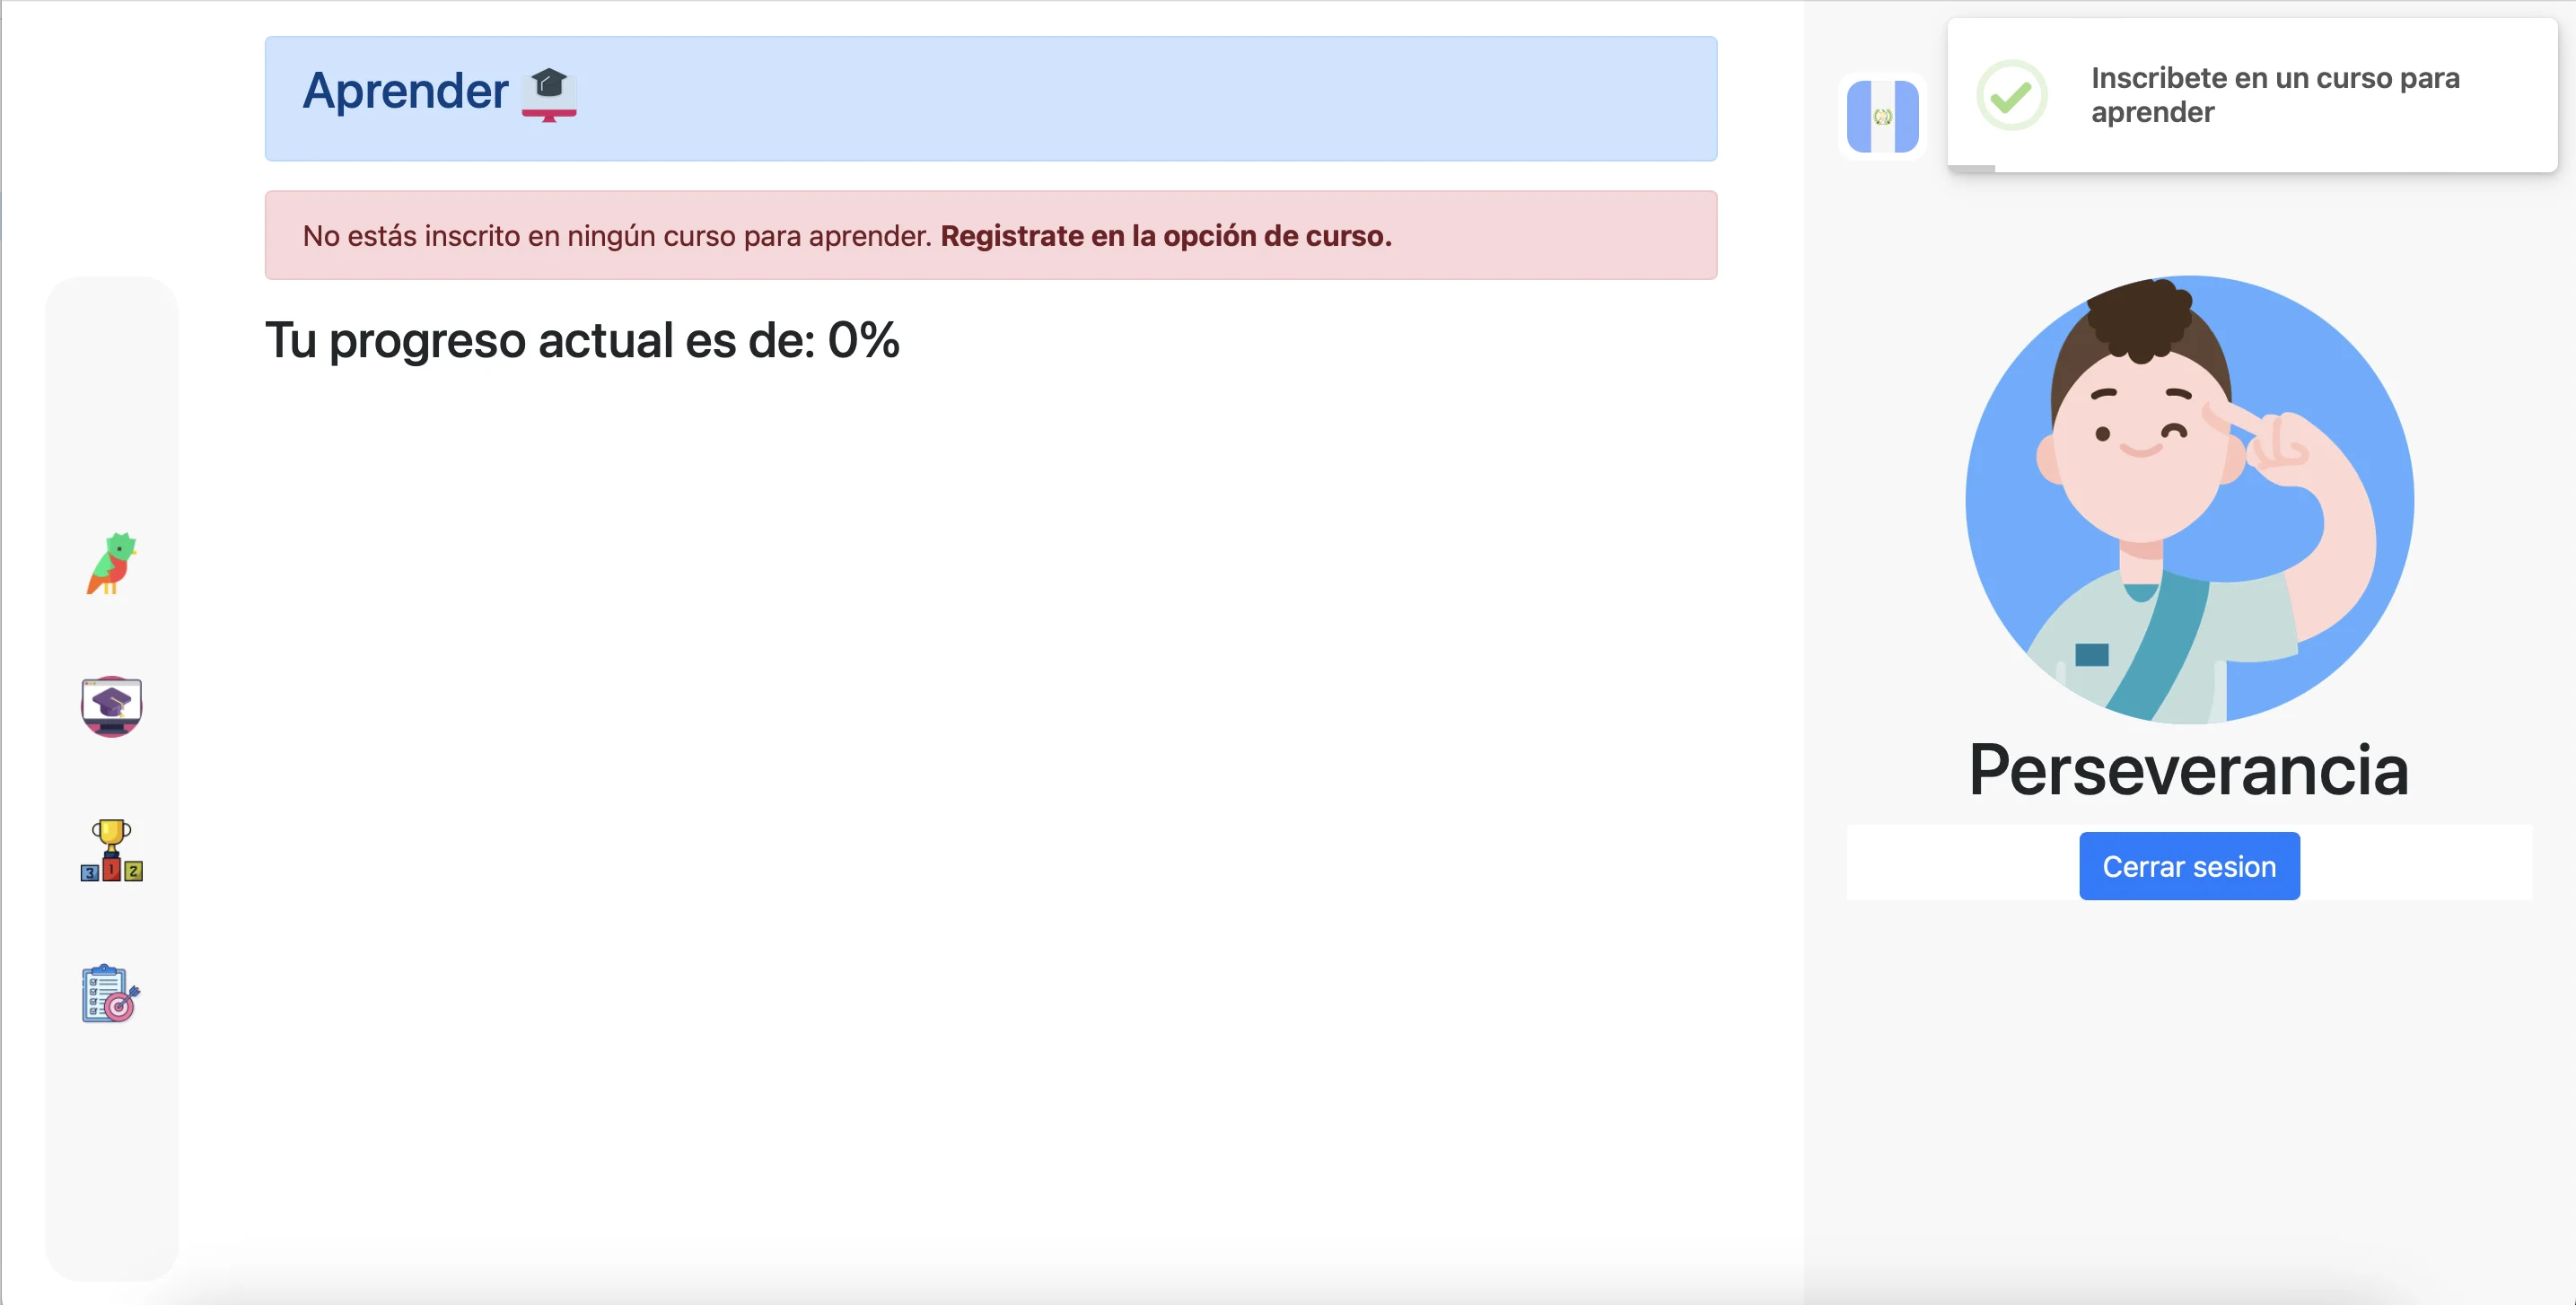 Aprender
Inscribete en un curso para
aprender
No estás inscrito en ningún curso para aprender. Registrate en la opción de curso.
Tu progreso actual es de: 0%
Perseverancia
Cerrar sesion
3 1 2